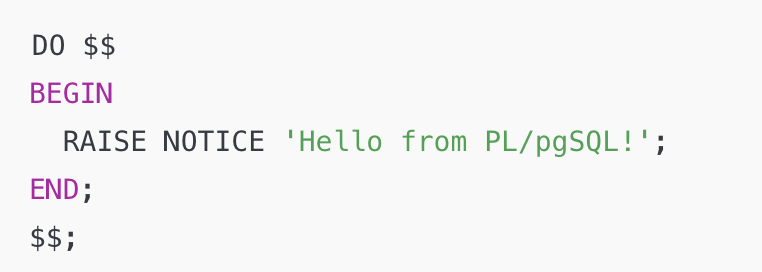 DO $$
BEGIN
  RAISE NOTICE 'Hello from PL/pgSQL!';
END;
$$;